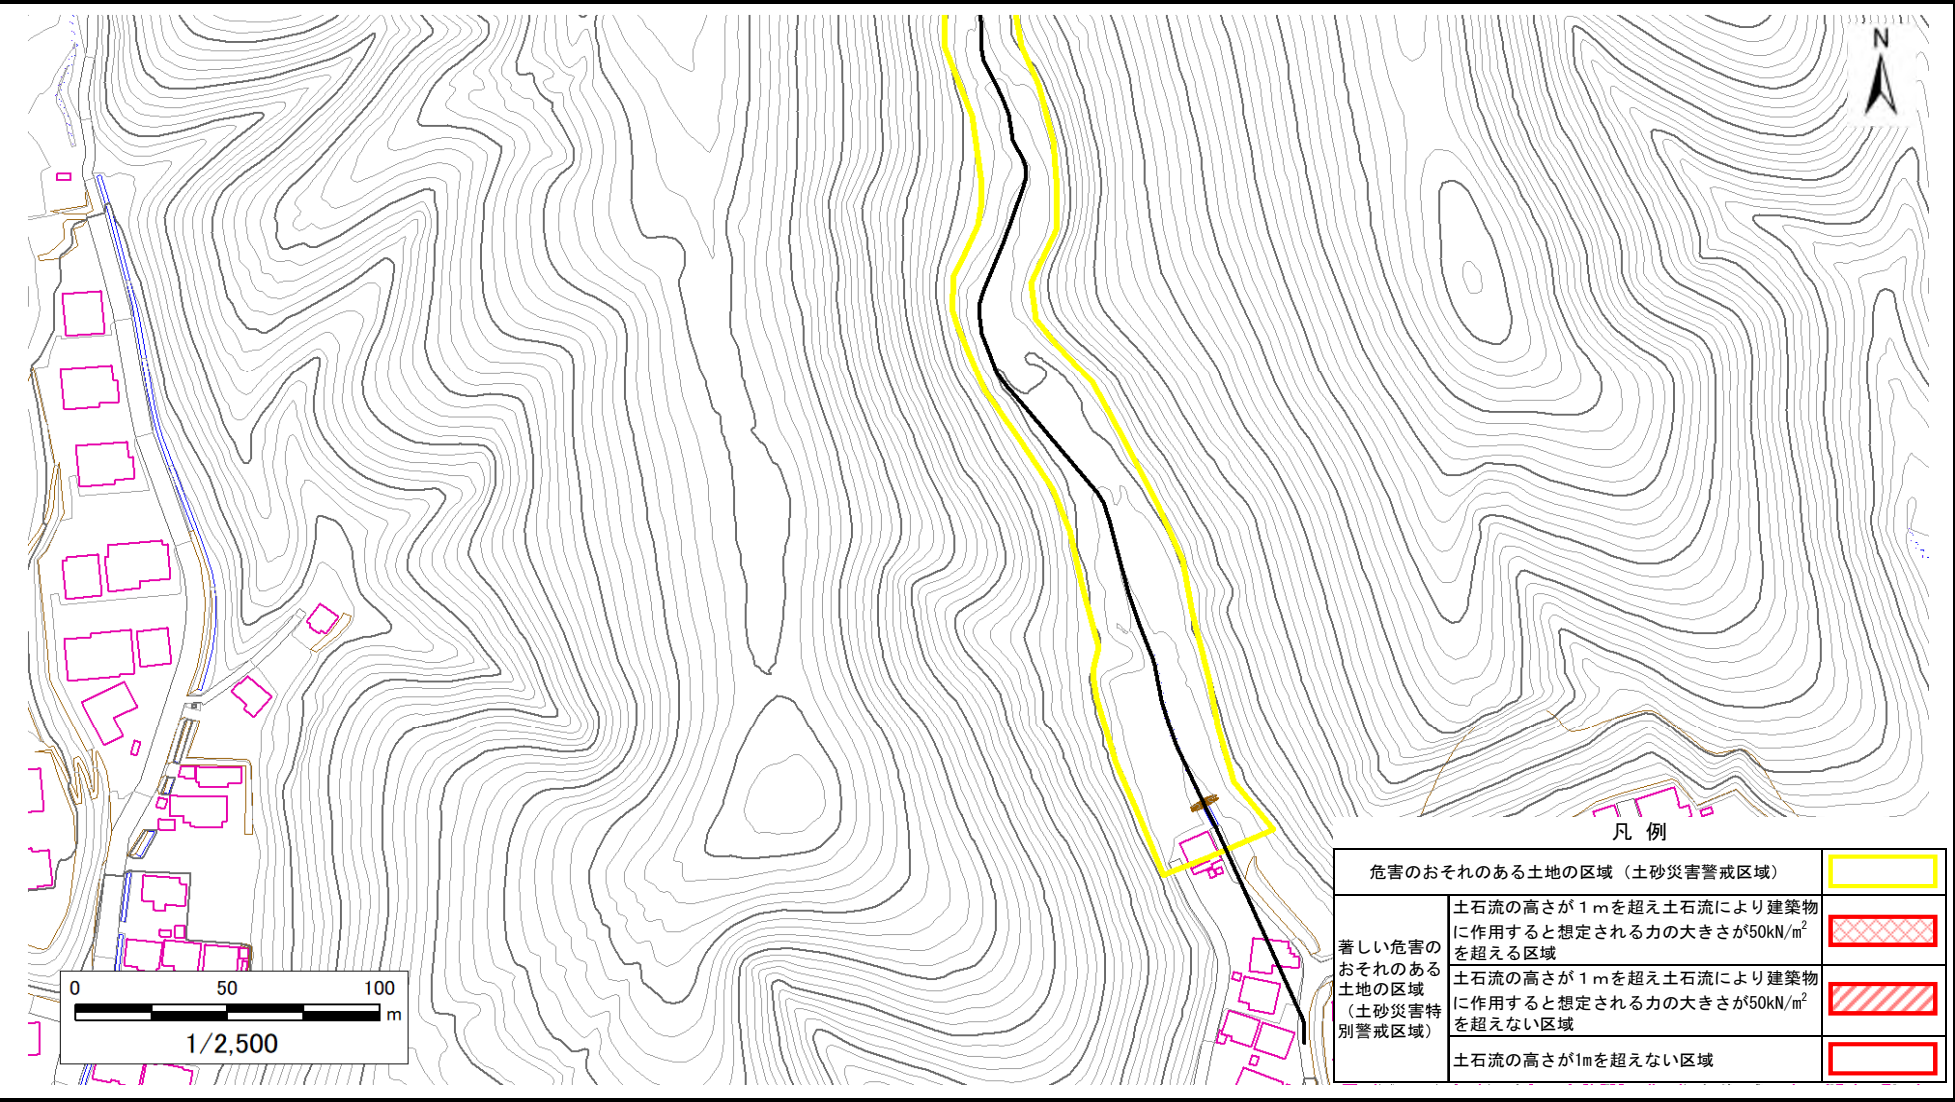 N
凡 例
危害のおそれのある土地の区域（土砂災害警戒区域）
著しい危害の
おそれのある
土地の区域
（土砂災害特
別警戒区域）
土石流の高さが１ｍを超え土石流により建築物
に作用すると想定される力の大きさが50kN/m²
を超える区域
土石流の高さが１ｍを超え土石流により建築物
に作用すると想定される力の大きさが50kN/m²
を超えない区域
土石流の高さが1mを超えない区域
0 50 100
m
1/2,500